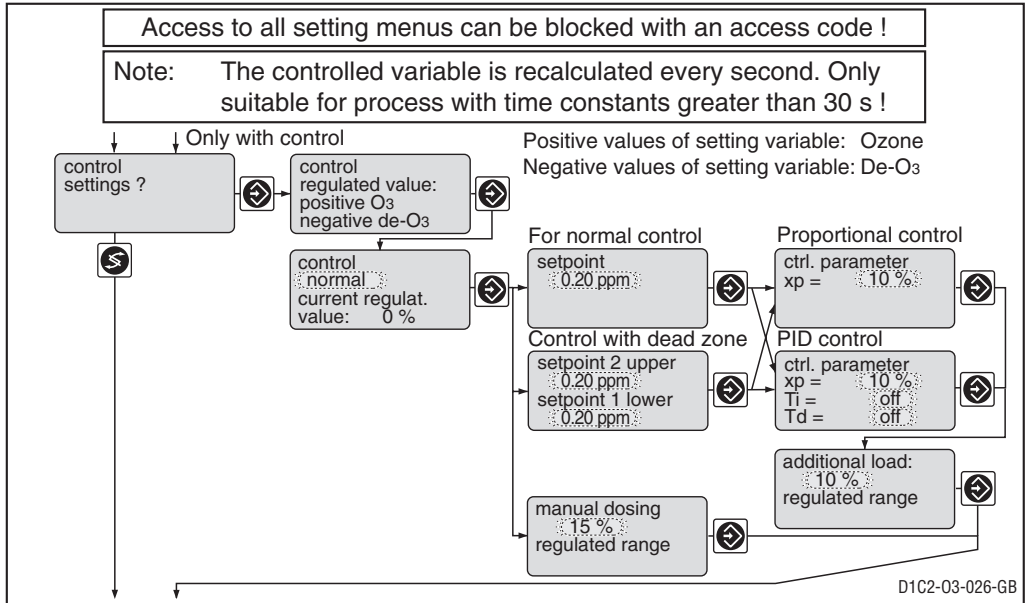 Access to all setting menus can be blocked with an access code !
Note: The controlled variable is recalculated every second. Only
suitable for process with time constants greater than 30 s !
Only with control
Positive values of setting variable: Ozone
Negative values of setting variable: De-O3
control
settings ?
control
regulated value:
positive O3
negative de-O3
control
normal
current regulat.
value: 0 %
For normal control
setpoint
0.20 ppm
Proportional control
ctrl. parameter
xp = 10 %
Control with dead zone
setpoint 2 upper
0.20 ppm
setpoint 1 lower
0.20 ppm
PID control
ctrl. parameter
xp = 10 %
Ti = off
Td = off
additional load:
10 %
regulated range
manual dosing
15 %
regulated range
D1C2-O3-026-GB